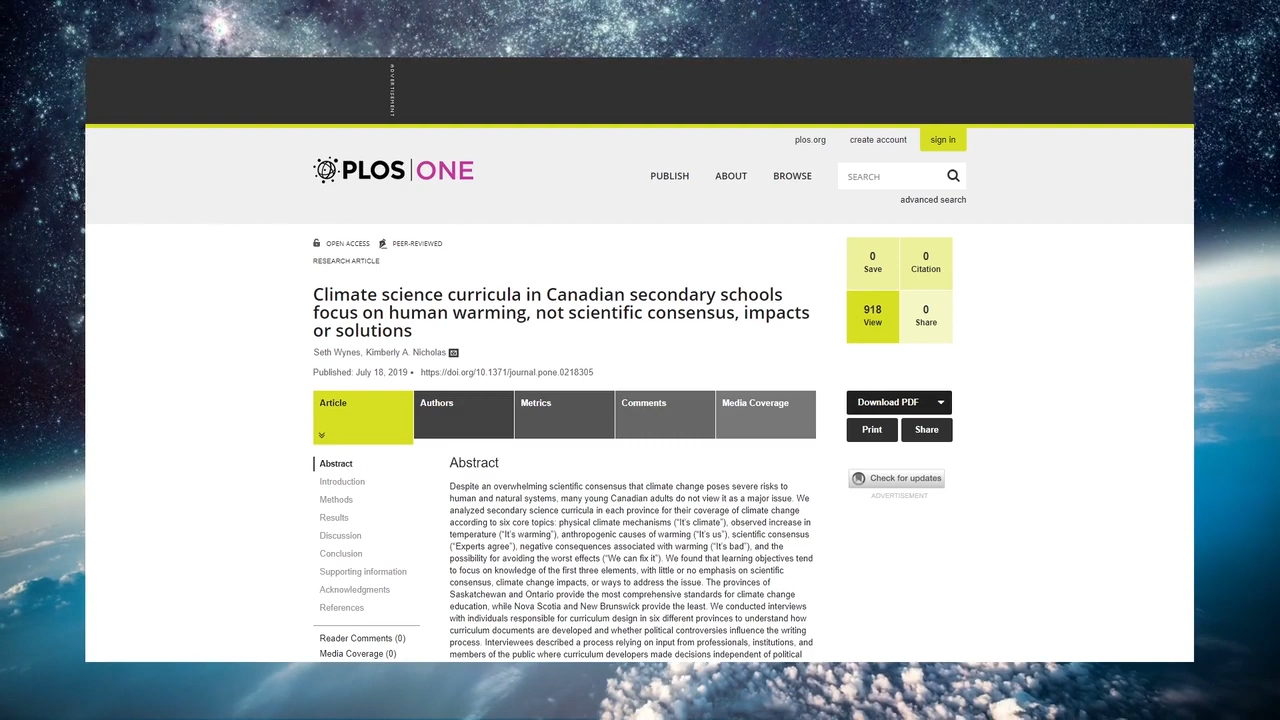 ADVERTISEMENT
plos.org create account sign in
PLOS ONE
PUBLISH ABOUT BROWSE
SEARCH
advanced search
OPEN ACCESS PEER-REVIEWED
RESEARCH ARTICLE
Climate science curricula in Canadian secondary schools
focus on human warming, not scientific consensus, impacts
or solutions
Seth Wynes, Kimberly A. Nicholas
Published: July 18, 2019 • https://doi.org/10.1371/journal.pone.0218305
0 Save
0 Citation
918 View
0 Share
Article Authors Metrics Comments Media Coverage
Download PDF
Print Share
Check for updates
ADVERTISEMENT
Abstract
Introduction
Methods
Results
Discussion
Conclusion
Supporting information
Acknowledgments
References
Reader Comments (0)
Media Coverage (0)
Abstract
Despite an overwhelming scientific consensus that climate change poses severe risks to
human and natural systems, many young Canadian adults do not view it as a major issue. We
analyzed secondary science curricula in each province for their coverage of climate change
according to six core topics: physical climate mechanisms (“It’s climate”), observed increase in
temperature (“It’s warming”), anthropogenic causes of warming (“It’s us”), scientific consensus
(“Experts agree”), negative consequences associated with warming (“It’s bad”), and the
possibility for avoiding the worst effects (“We can fix it”). We found that learning objectives tend
to focus on knowledge of the first three elements, with little or no emphasis on scientific
consensus, climate change impacts, or ways to address the issue. The provinces of
Saskatchewan and Ontario provide the most comprehensive standards for climate change
education, while Nova Scotia and New Brunswick provide the least. We conducted interviews
with individuals responsible for curriculum design in six different provinces to understand how
curriculum documents are developed and whether political controversies influence the writing
process. Interviewees described a process relying on input from professionals, institutions, and
members of the public where curriculum developers made decisions independent of political